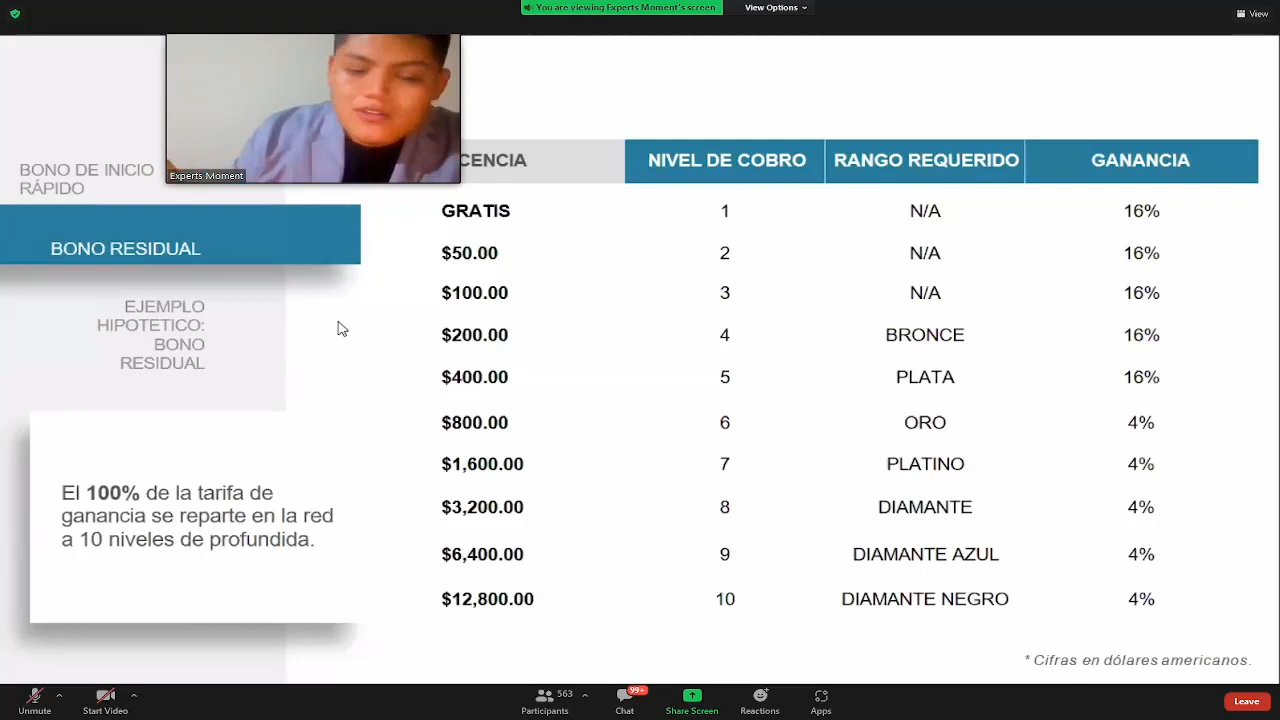 You are viewing Experts Moment's screen
View Options
View
Experts Moment
BONO DE INICIO
RÁPIDO
BONO RESIDUAL
EJEMPLO
HIPOTETICO:
BONO
RESIDUAL
El 100% de la tarifa de
ganancia se reparte en la red
a 10 niveles de profundida.
CENCIA NIVEL DE COBRO RANGO REQUERIDO GANANCIA
GRATIS 1 N/A 16%
$50.00 2 N/A 16%
$100.00 3 N/A 16%
$200.00 4 BRONCE 16%
$400.00 5 PLATA 16%
$800.00 6 ORO 4%
$1,600.00 7 PLATINO 4%
$3,200.00 8 DIAMANTE 4%
$6,400.00 9 DIAMANTE AZUL 4%
$12,800.00 10 DIAMANTE NEGRO 4%
* Cifras en dólares americanos.
Unmute
Start Video
563
Participants
99+
Chat
Share Screen
Reactions
Apps
Leave